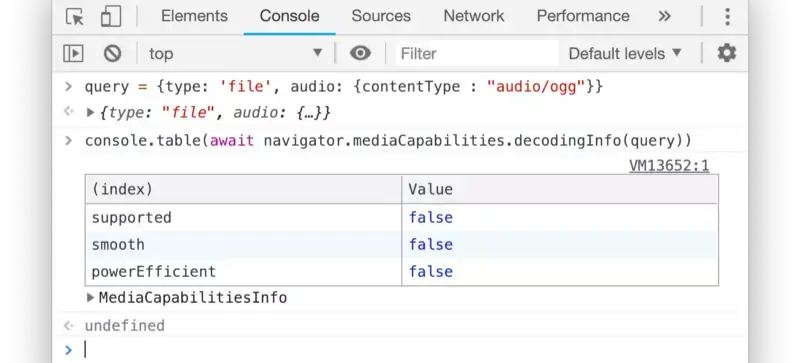 Elements Console Sources Network Performance »
top Filter Default levels
> query = {type: 'file', audio: {contentType : "audio/ogg"}}
{type: "file", audio: {…}}
> console.table(await navigator.mediaCapabilities.decodingInfo(query))
VM13652:1
(index) Value
supported false
smooth false
powerEfficient false
MediaCapabilitiesInfo
undefined
>